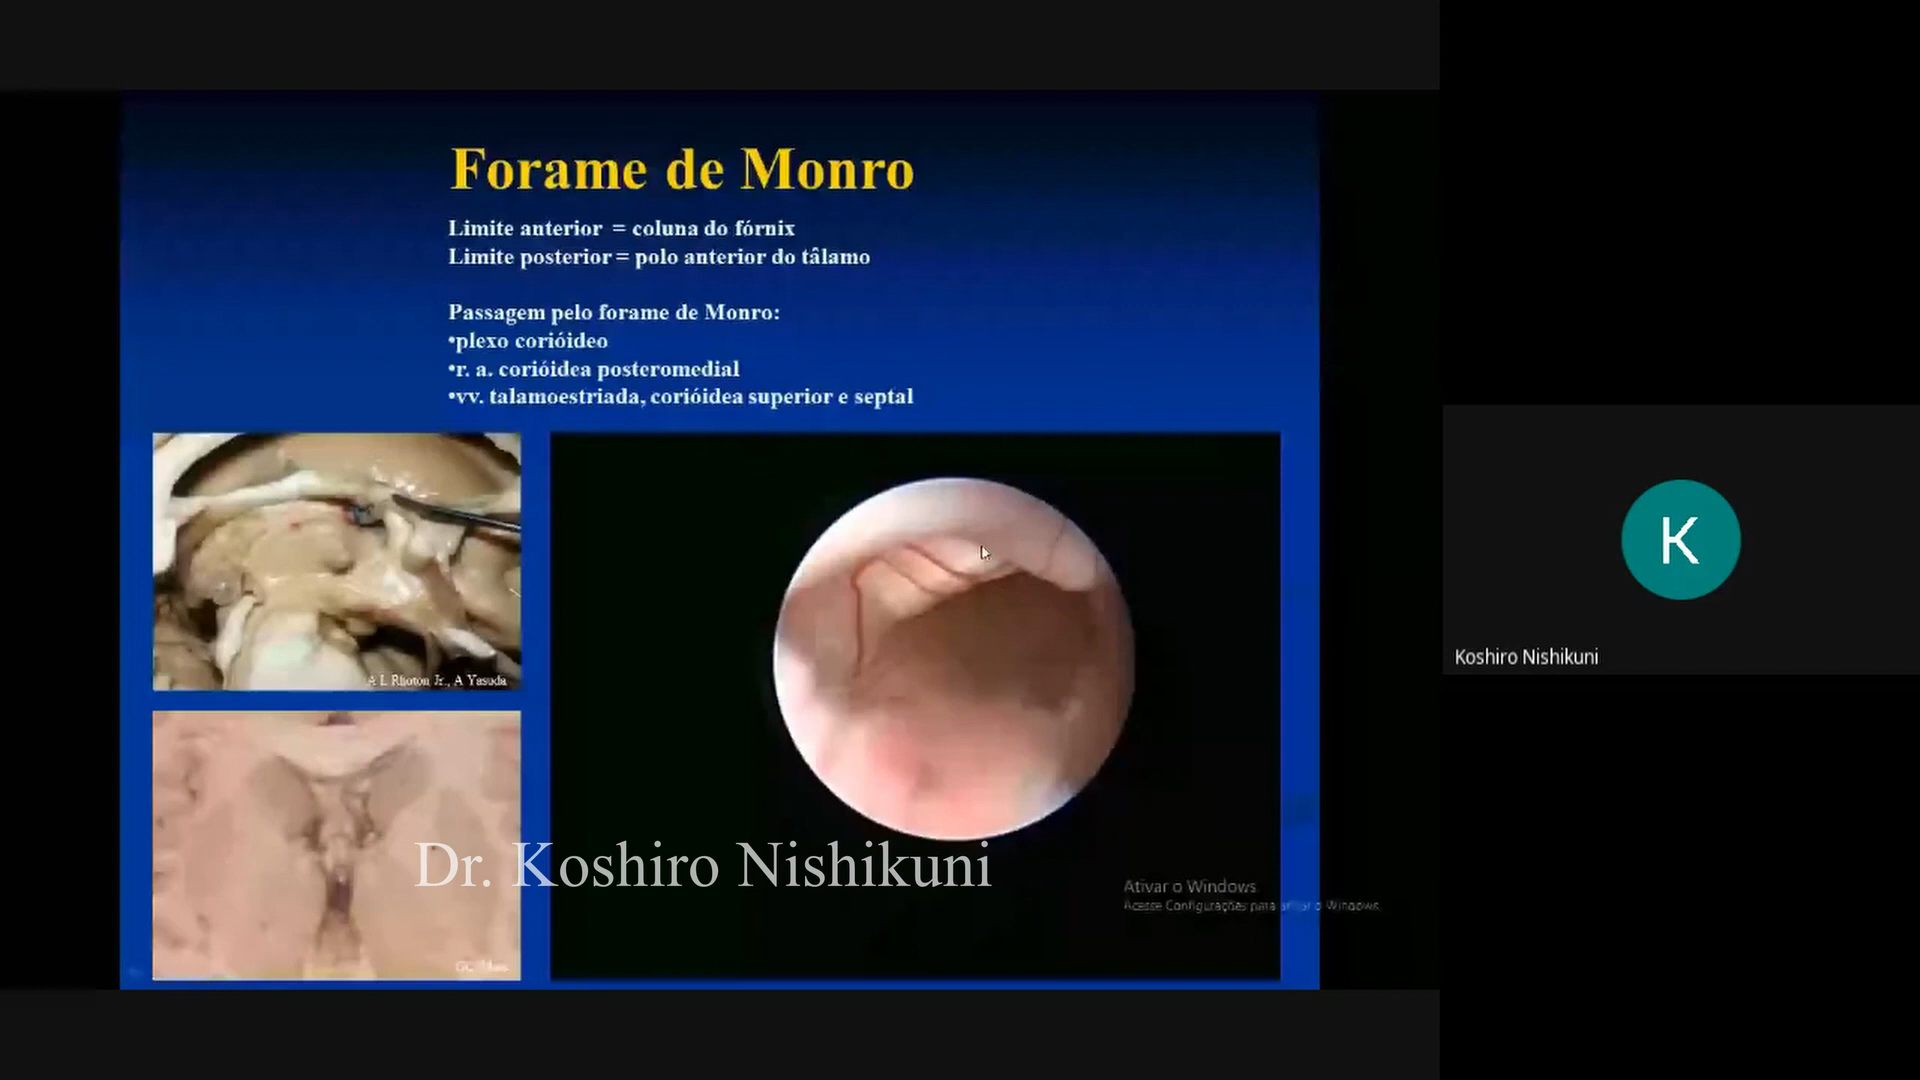 Forame de Monro
Limite anterior = coluna do fórnix
Limite posterior = polo anterior do tâlamo
Passagem pelo forame de Monro:
•plexo corióideo
•r. a. corióidea posteromedial
•vv. talamoestriada, corióidea superior e septal
A L Rhoton Jr., A Yasuda
Dr. Koshiro Nishikuni
Ativar o Windows
Acesse Configurações para ativar o Windows.
K
Koshiro Nishikuni